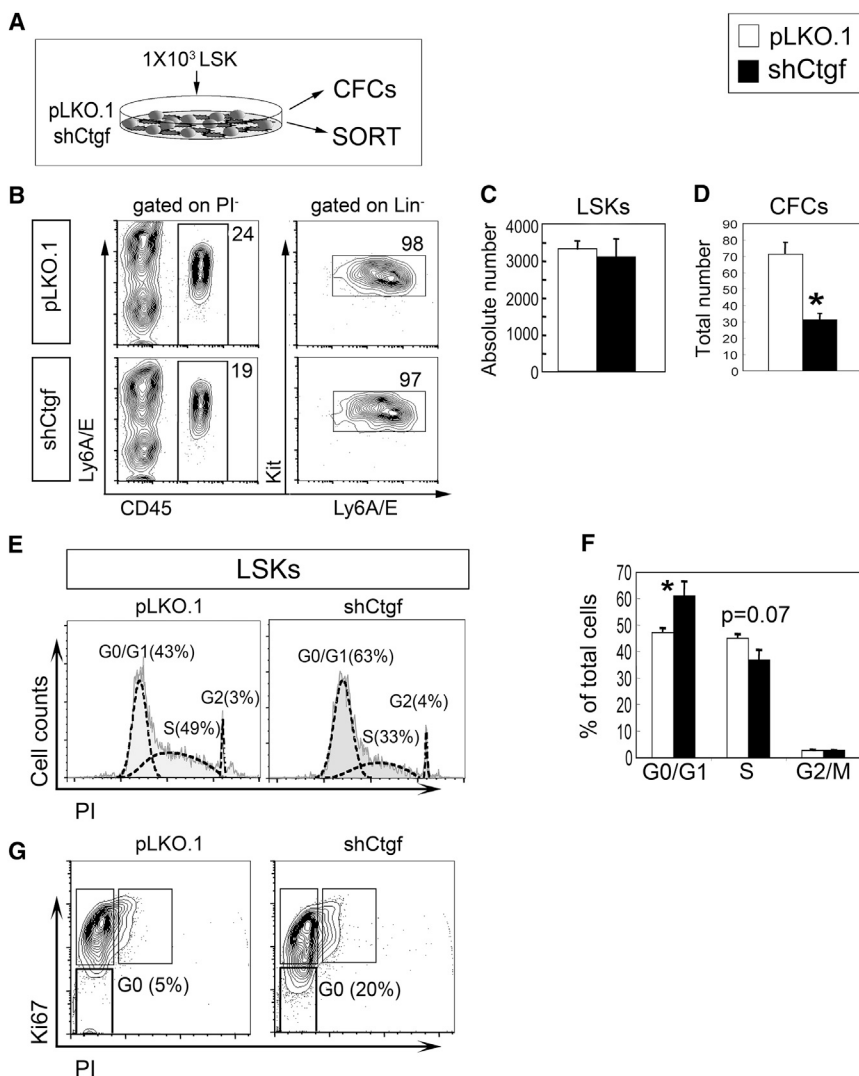 A
1X10³ LSK
pLKO.1
shCtgf
CFCs
SORT
pLKO.1
shCtgf
B
gated on PI⁻
gated on Lin⁻
pLKO.1
24
98
shCtgf
19
97
Ly6A/E
Kit
CD45
Ly6A/E
C
LSKs
Absolute number
4000
3500
3000
2000
1000
0
D
CFCs
Total number
90
80
70
60
50
40
30
20
10
0
*
E
LSKs
pLKO.1
shCtgf
G0/G1(43%)
S(49%)
G2(3%)
G0/G1(63%)
S(33%)
G2(4%)
Cell counts
PI
F
% of total cells
70
60
50
40
30
20
10
0
*
p=0.07
G0/G1
S
G2/M
G
pLKO.1
shCtgf
G0 (5%)
G0 (20%)
Ki67
PI